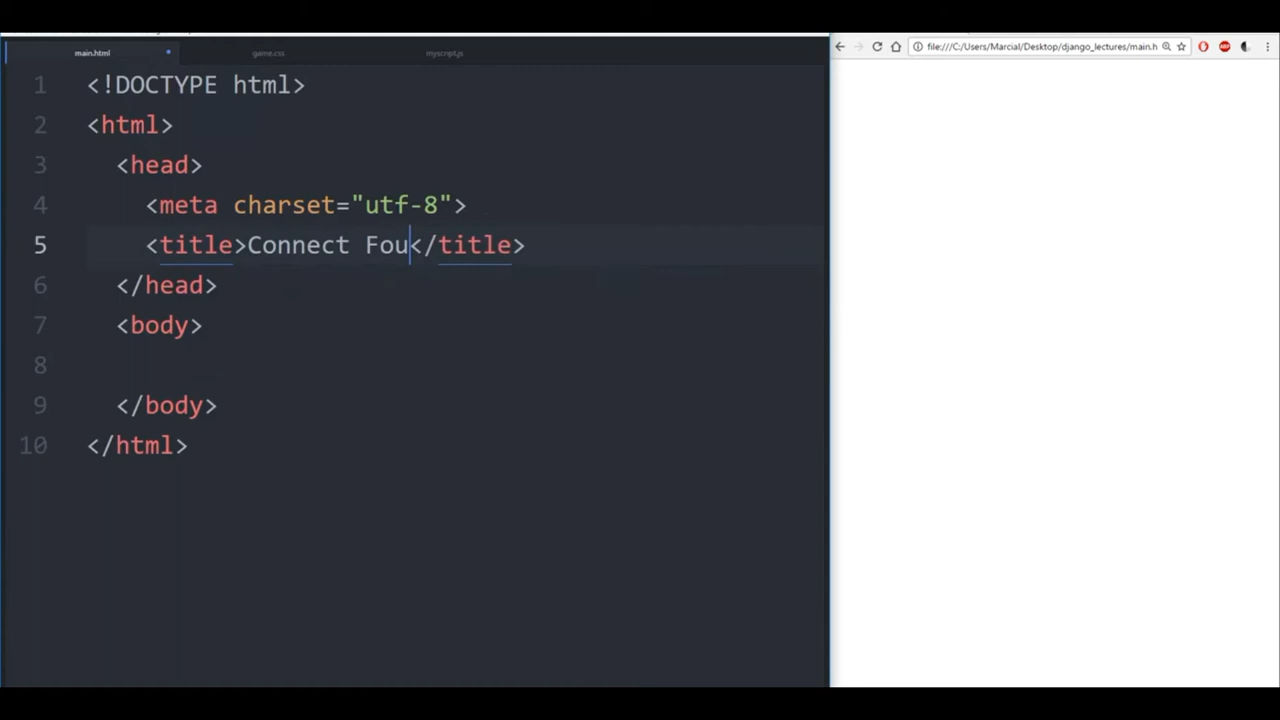 main.html game.css myscript.js
file:///C:/Users/Marcial/Desktop/django_lectures/main.h
1 <!DOCTYPE html>
2 <html>
3 <head>
4 <meta charset="utf-8">
5 <title>Connect Fou</title>
6 </head>
7 <body>
8
9 </body>
10 </html>